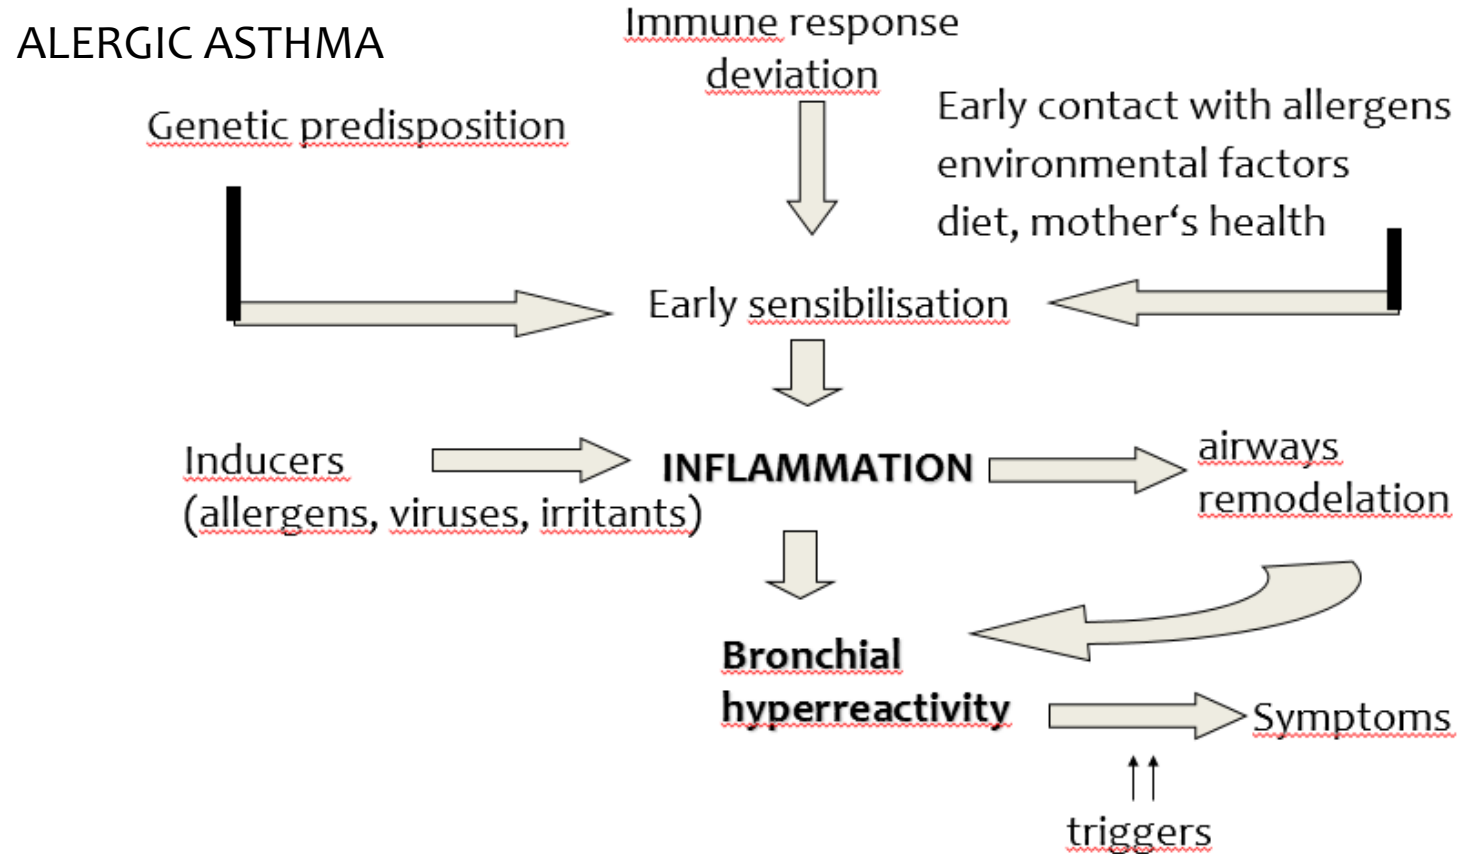 ALERGIC ASTHMA
Immune response
deviation
Genetic predisposition
Early contact with allergens
environmental factors
diet, mother‘s health
Early sensibilisation
Inducers
(allergens, viruses, irritants)
INFLAMMATION
airways
remodelation
Bronchial
hyperreactivity
Symptoms
triggers